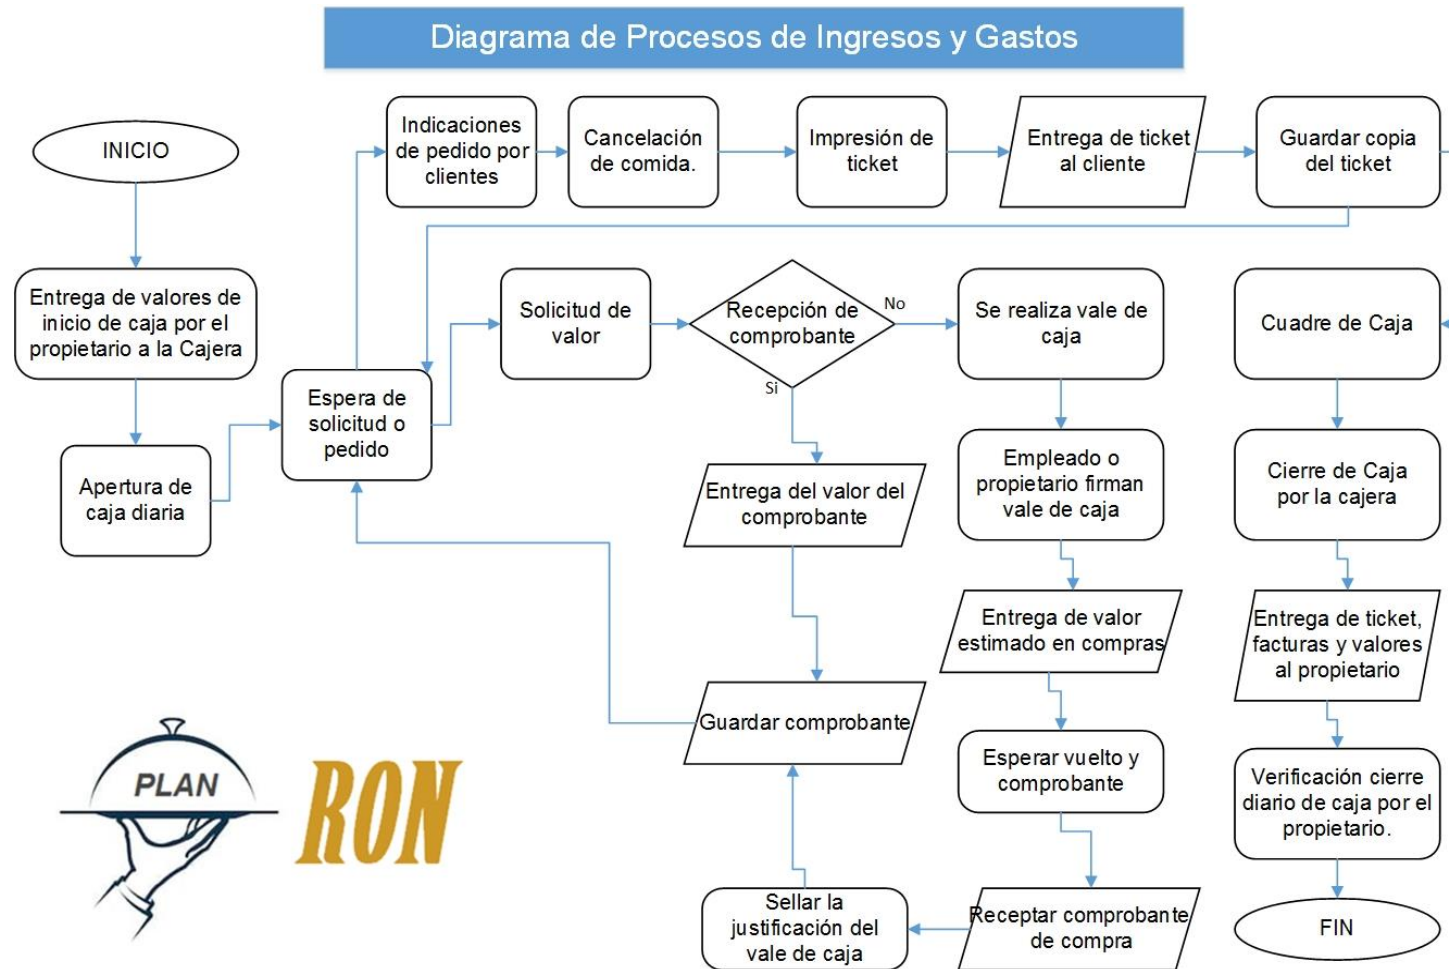 Diagrama de Procesos de Ingresos y Gastos
INICIO
Entrega de valores de
inicio de caja por el
propietario a la Cajera
Apertura de
caja diaria
Espera de
solicitud o
pedido
Indicaciones
de pedido por
clientes
Cancelación
de comida.
Impresión de
ticket
Entrega de ticket
al cliente
Guardar copia
del ticket
Solicitud de
valor
Recepción de
comprobante
No
Si
Entrega del valor del
comprobante
Guardar comprobante
Se realiza vale de
caja
Empleado o
propietario firman
vale de caja
Entrega de valor
estimado en compras
Esperar vuelto y
comprobante
Receptar comprobante
de compra
Sellar la
justificación del
vale de caja
Cuadre de Caja
Cierre de Caja
por la cajera
Entrega de ticket,
facturas y valores
al propietario
Verificación cierre
diario de caja por el
propietario.
FIN
PLAN
RON